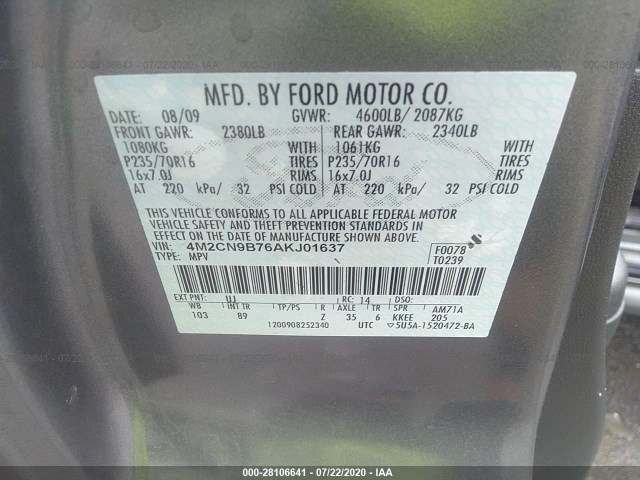 MFD. BY FORD MOTOR CO.
DATE: 08/09 GVWR: 4600LB/ 2087KG
FRONT GAWR: 2380LB REAR GAWR: 2340LB
1080KG WITH 1061KG WITH
P235/70R16 TIRES P235/70R16 TIRES
16x7.0J RIMS 16x7.0J RIMS
AT 220 kPa/ 32 PSI COLD AT 220 kPa/ 32 PSI COLD
THIS VEHICLE CONFORMS TO ALL APPLICABLE FEDERAL MOTOR
VEHICLE SAFETY AND THEFT PREVENTION STANDARDS IN
EFFECT ON THE DATE OF MANUFACTURE SHOWN ABOVE.
VIN: 4M2CN9B76AKJ01637 F0078
TYPE: MPV T0239
EXT PNT: UJ RC: 14 DSO:
WB INT TR TP/PS R AXLE TR SPR AM71A
103 89 Z 35 6 KKEE 205
1200908252340 UTC ▽5U5A-1520472-BA
Ford
000-28106641 - 07/22/2020 - IAA